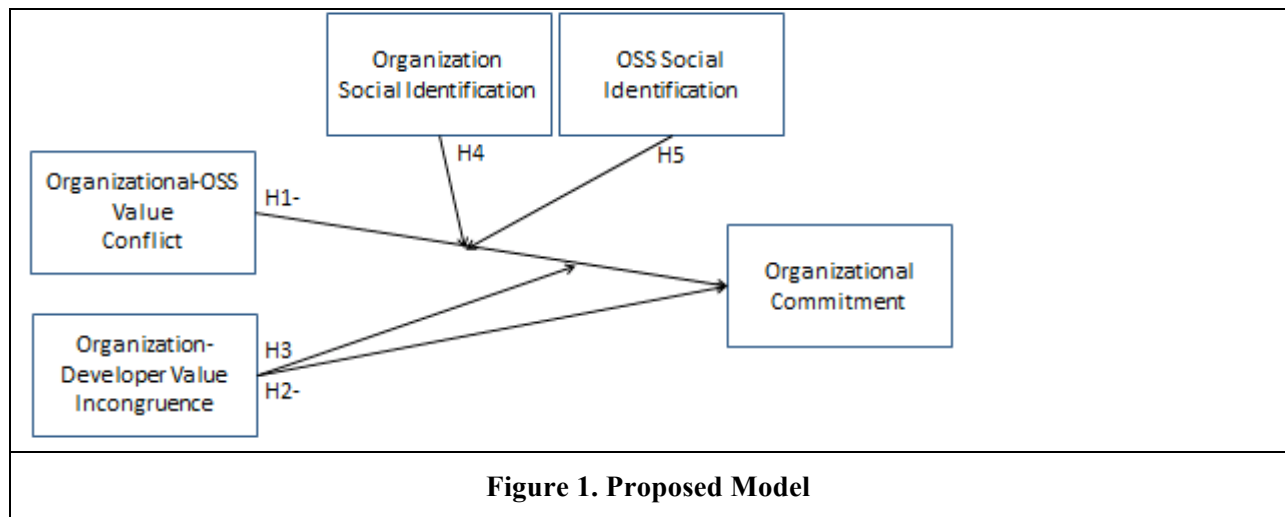 Organization
Social Identification
OSS Social
Identification
H4
H5
Organizational-OSS
Value
Conflict
H1-
Organizational
Commitment
Organization-
Developer Value
Incongruence
H3
H2-
Figure 1. Proposed Model